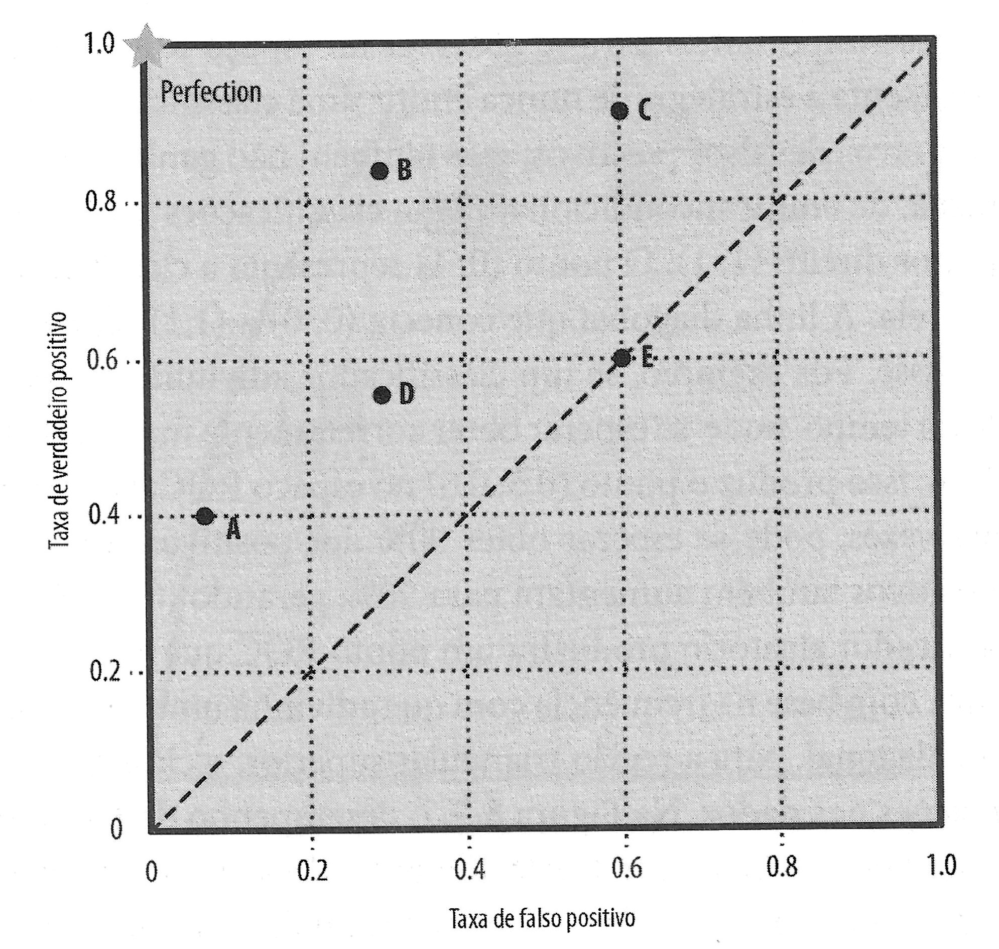 1.0
Perfection
C
B
0.8
0.6
E
D
0.4
A
0.2
0
0 0.2 0.4 0.6 0.8 1.0
Taxa de verdadeiro positivo
Taxa de falso positivo